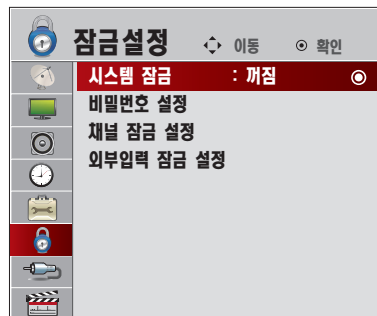 잠금설정 이동 확인
시스템 잠금 : 꺼짐
비밀번호 설정
채널 잠금 설정
외부입력 잠금 설정